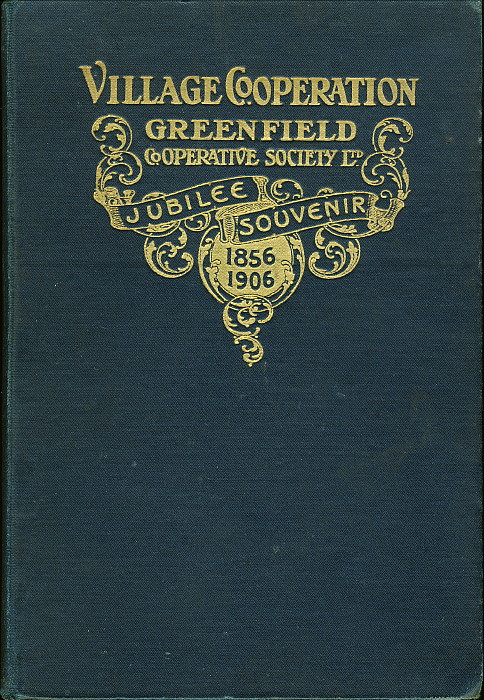 VILLAGE COOPERATION
GREENFIELD
COOPERATIVE SOCIETY LTD
JUBILEE
SOUVENIR
1856
1906